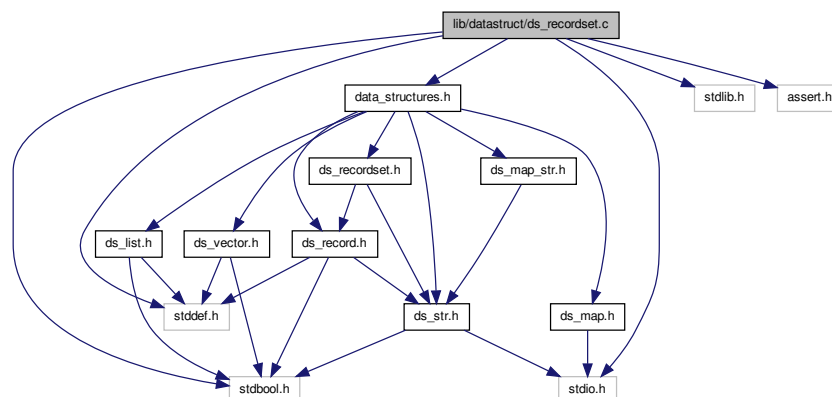 lib/datastruct/ds_recordset.c
data_structures.h
stdlib.h
assert.h
ds_recordset.h
ds_map_str.h
ds_list.h
ds_vector.h
ds_record.h
stddef.h
ds_str.h
ds_map.h
stdbool.h
stdio.h